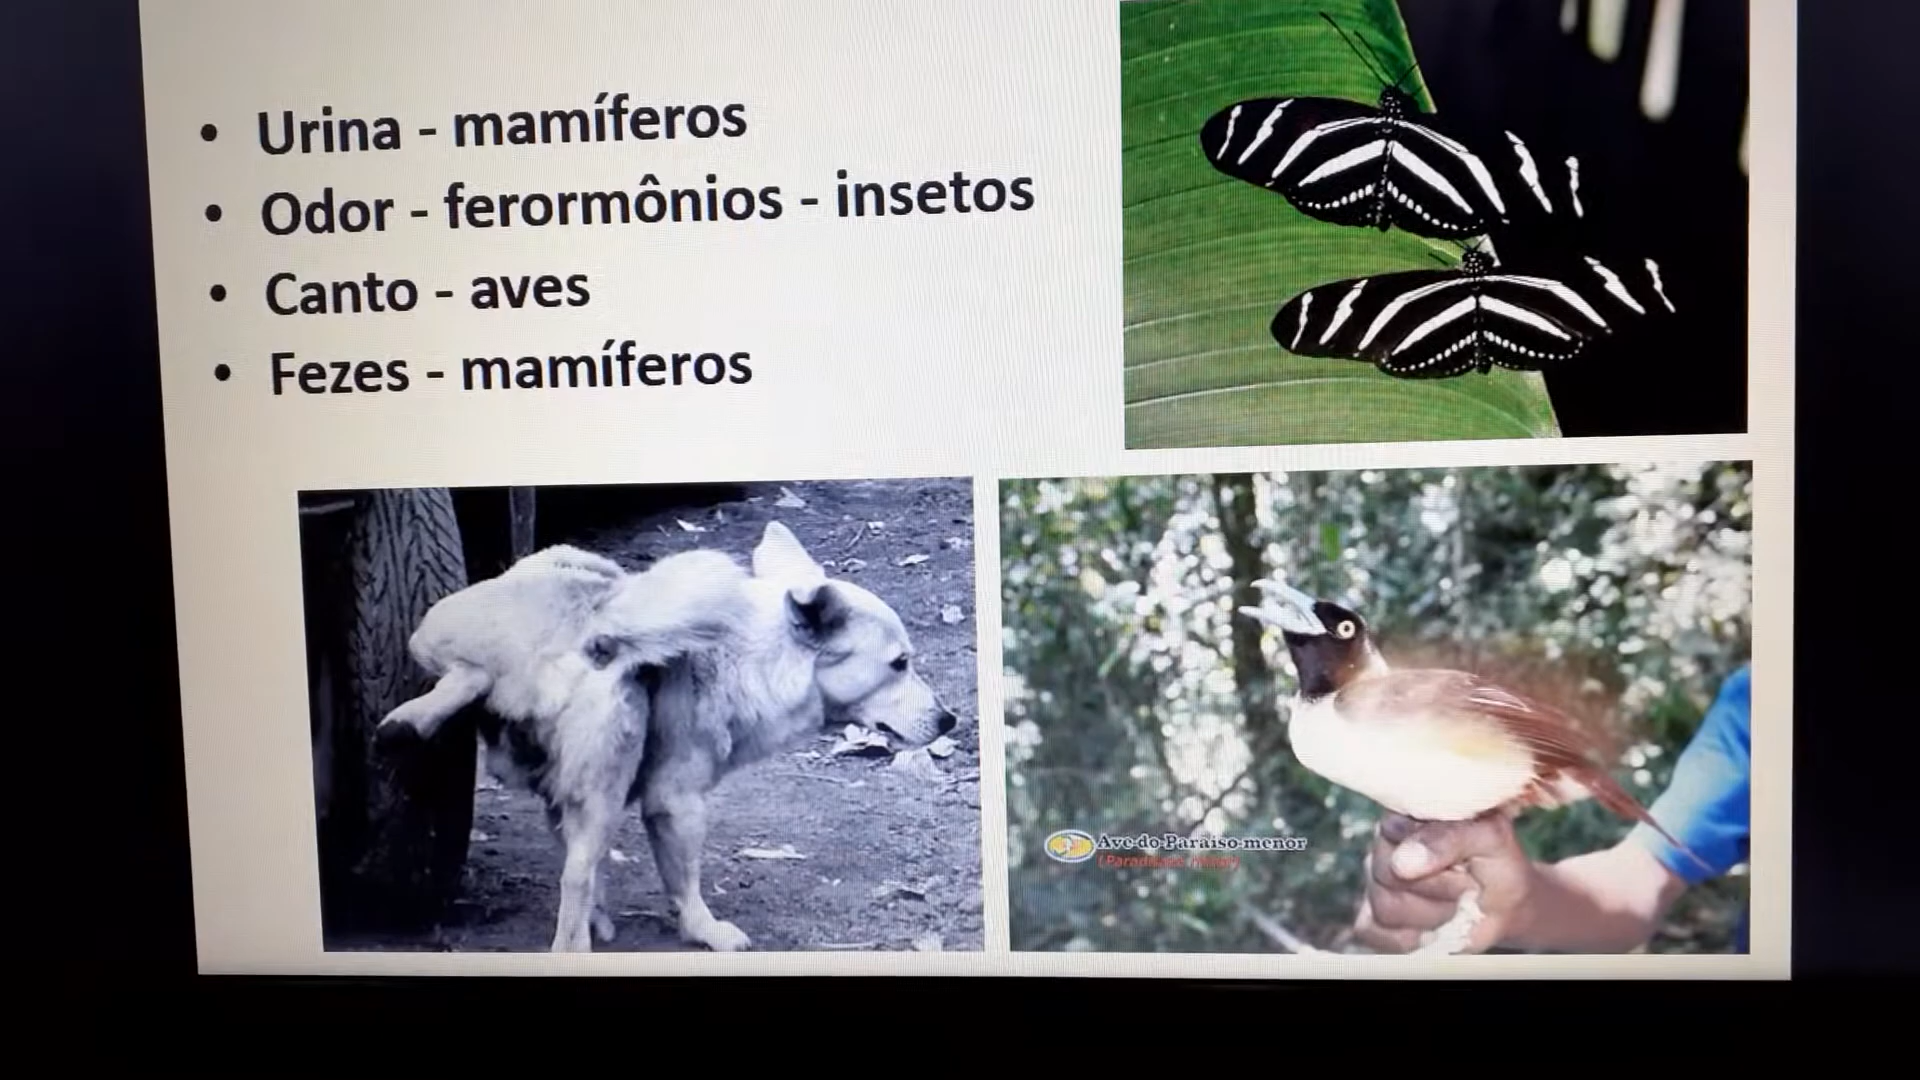 • Urina - mamíferos
• Odor - ferormônios - insetos
• Canto - aves
• Fezes - mamíferos
Ave-do-Paraíso-menor